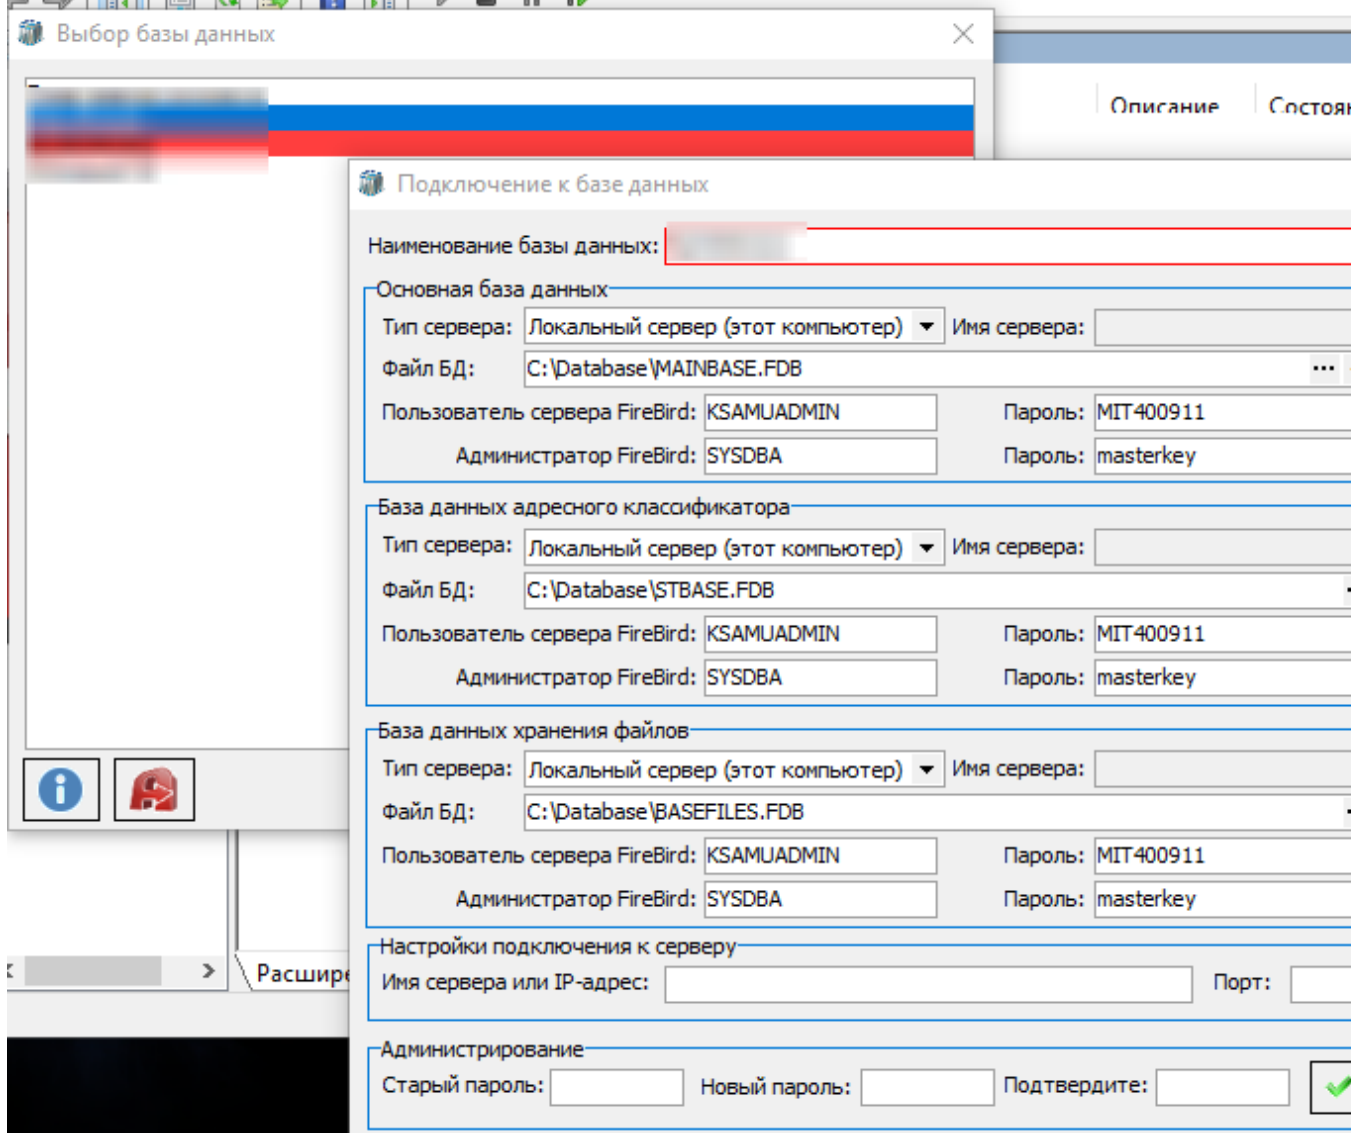 Выбор базы данных
Описание
Подключение к базе данных
Наименование базы данных:
Основная база данных
Тип сервера: Локальный сервер (этот компьютер) Имя сервера:
Файл БД: C:\Database\MAINBASE.FDB ...
Пользователь сервера FireBird: KSAMUADMIN Пароль: MIT400911
Администратор FireBird: SYSDBA Пароль: masterkey
База данных адресного классификатора
Тип сервера: Локальный сервер (этот компьютер) Имя сервера:
Файл БД: C:\Database\STBASE.FDB
Пользователь сервера FireBird: KSAMUADMIN Пароль: MIT400911
Администратор FireBird: SYSDBA Пароль: masterkey
База данных хранения файлов
Тип сервера: Локальный сервер (этот компьютер) Имя сервера:
Файл БД: C:\Database\BASEFILES.FDB
Пользователь сервера FireBird: KSAMUADMIN Пароль: MIT400911
Администратор FireBird: SYSDBA Пароль: masterkey
Настройки подключения к серверу
Расшире
Имя сервера или IP-адрес: Порт:
Администрирование
Старый пароль: Новый пароль: Подтвердите: